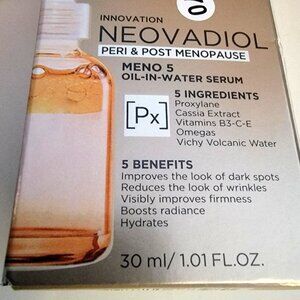 INNOVATION
NEOVADIOL
PERI & POST MENOPAUSE
MENO 5
OIL-IN-WATER SERUM
[Px]
5 INGREDIENTS
Proxylane
Cassia Extract
Vitamins B3-C-E
Omegas
Vichy Volcanic Water
5 BENEFITS
Improves the look of dark spots
Reduces the look of wrinkles
Visibly improves firmness
Boosts radiance
Hydrates
30 ml/ 1.01 FL.OZ.